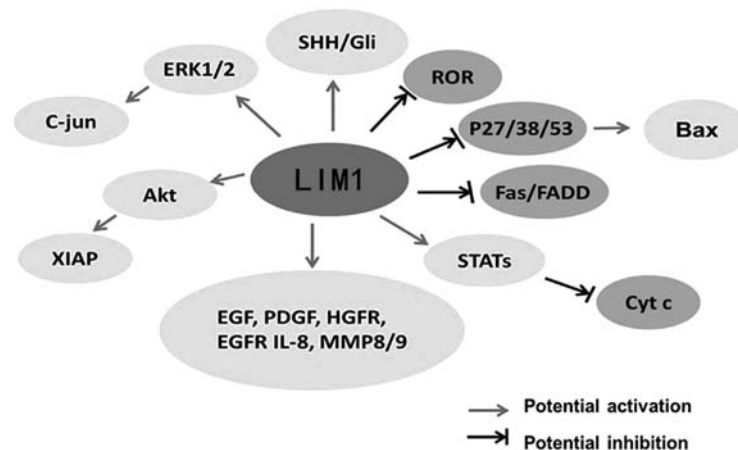 SHH/Gli
ERK1/2
ROR
C-jun
P27/38/53
Bax
LIM1
Akt
Fas/FADD
XIAP
STATs
Cyt c
EGF, PDGF, HGFR,
EGFR IL-8, MMP8/9
Potential activation
Potential inhibition